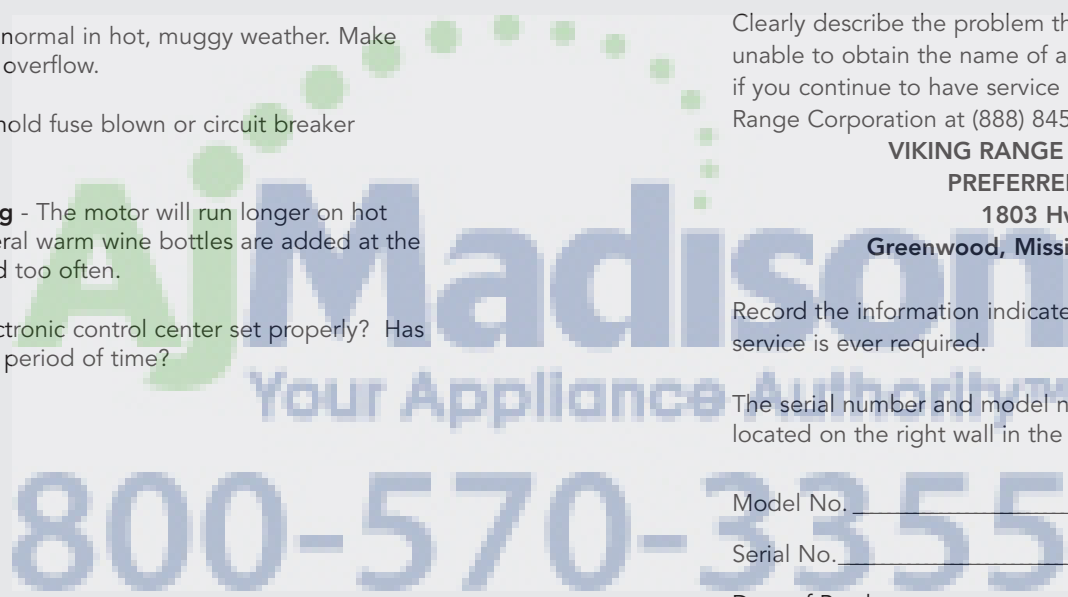 normal in hot, muggy weather. Make
overflow.
hold fuse blown or circuit breaker
g - The motor will run longer on hot
eral warm wine bottles are added at the
d too often.
ctronic control center set properly? Has
period of time?
Clearly describe the problem th
unable to obtain the name of a
if you continue to have service
Range Corporation at (888) 845
VIKING RANGE
PREFERRE
1803 Hw
Greenwood, Missi
Record the information indicate
service is ever required.
The serial number and model n
located on the right wall in the
Model No.
Serial No.
AjMadison
Your Appliance Authority™
800-570-3355